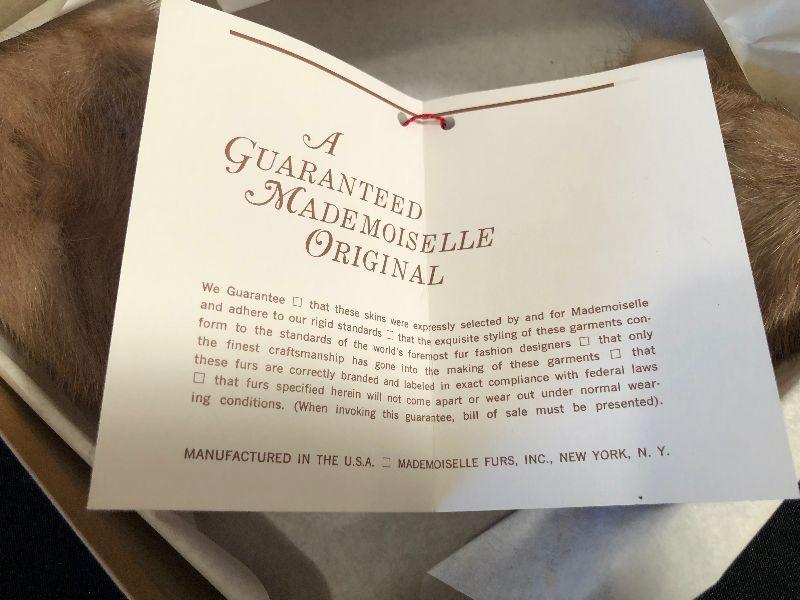 A
GUARANTEED
MADEMOISELLE
ORIGINAL
We Guarantee □ that these skins were expressly selected by and for Mademoiselle
and adhere to our rigid standards □ that the exquisite styling of these garments con-
form to the standards of the world's foremost fur fashion designers □ that only
the finest craftsmanship has gone into the making of these garments □ that
these furs are correctly branded and labeled in exact compliance with federal laws
□ that furs specified herein will not come apart or wear out under normal wear-
ing conditions. (When invoking this guarantee, bill of sale must be presented).
MANUFACTURED IN THE U.S.A. □ MADEMOISELLE FURS, INC., NEW YORK, N. Y.